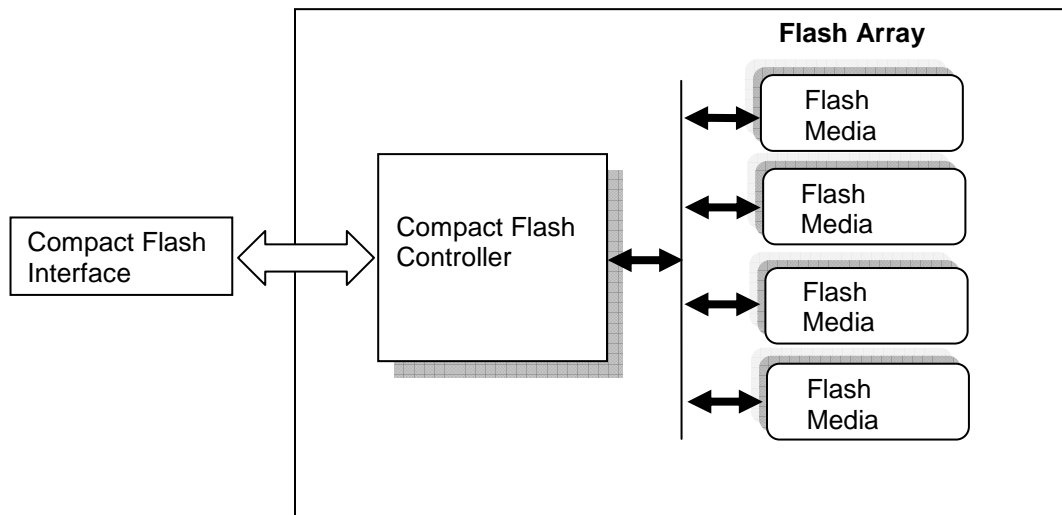 Flash Array
Flash
Media
Flash
Media
Compact Flash
Controller
Compact Flash
Interface
Flash
Media
Flash
Media